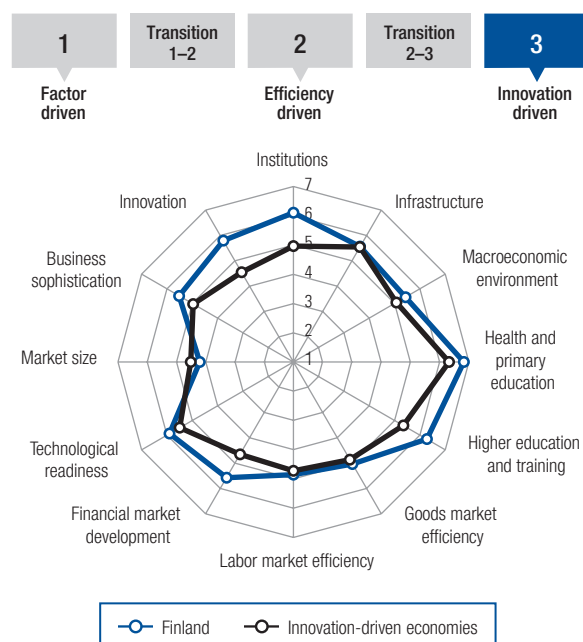 1
Transition
1–2
2
Transition
2–3
3
Factor
driven
Efficiency
driven
Innovation
driven
Institutions
7
6
5
4
3
2
1
Infrastructure
Macroeconomic
environment
Health and
primary
education
Higher education
and training
Goods market
efficiency
Labor market efficiency
Financial market
development
Technological
readiness
Market size
Business
sophistication
Innovation
Finland
Innovation-driven economies